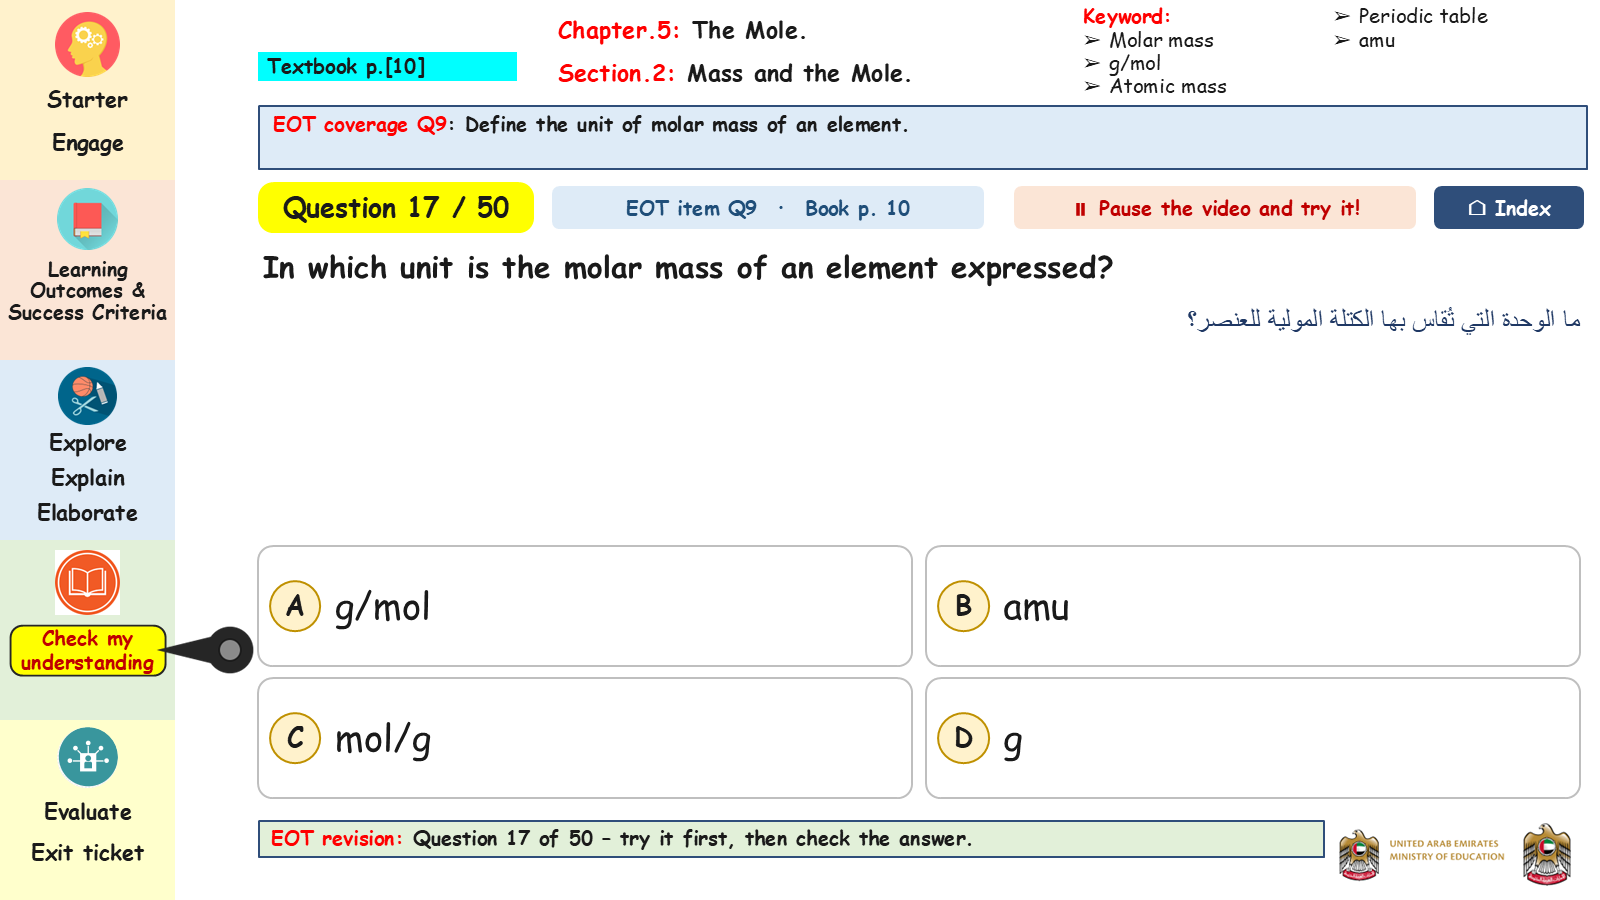 Starter
Engage
Learning
Outcomes &
Success Criteria
Explore
Explain
Elaborate
Check my
understanding
Evaluate
Exit ticket
Textbook p.[10]
Chapter.5: The Mole.
Section.2: Mass and the Mole.
Keyword:
➢ Molar mass
➢ g/mol
➢ Atomic mass
➢ Periodic table
➢ amu
EOT coverage Q9: Define the unit of molar mass of an element.
Question 17 / 50
EOT item Q9 · Book p. 10
⏸ Pause the video and try it!
Index
In which unit is the molar mass of an element expressed?
ما الوحدة التي تُقاس بها الكتلة المولية للعنصر؟
A g/mol
B amu
C mol/g
D g
EOT revision: Question 17 of 50 – try it first, then check the answer.
UNITED ARAB EMIRATES
MINISTRY OF EDUCATION